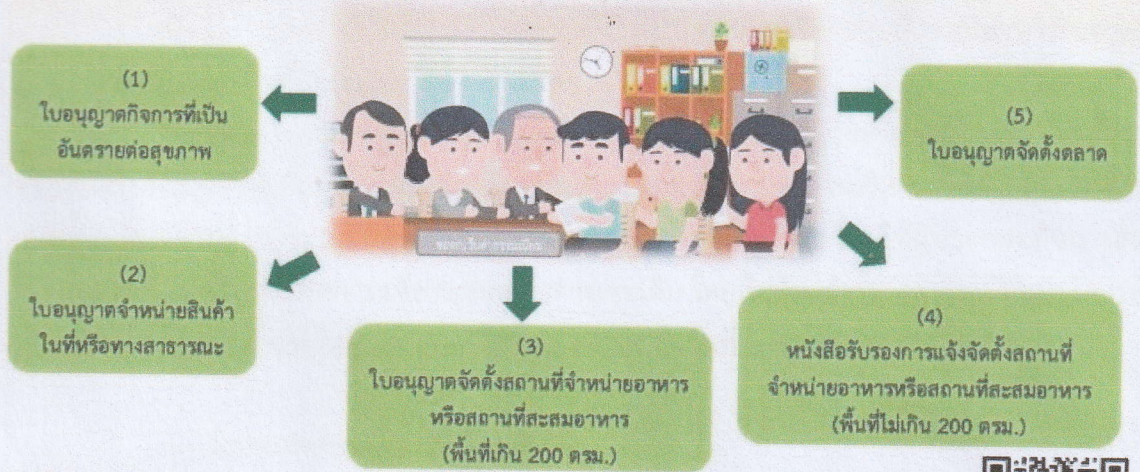 (1)
ใบอนุญาตกิจการที่เป็น
อันตรายต่อสุขภาพ
(2)
ใบอนุญาตจำหน่ายสินค้า
ในที่หรือทางสาธารณะ
(3)
ใบอนุญาตจัดตั้งสถานที่จำหน่ายอาหาร
หรือสถานที่สะสมอาหาร
(พื้นที่เกิน 200 ตรม.)
(4)
หนังสือรับรองการแจ้งจัดตั้งสถานที่
จำหน่ายอาหารหรือสถานที่สะสมอาหาร
(พื้นที่ไม่เกิน 200 ตรม.)
(5)
ใบอนุญาตจัดตั้งตลาด